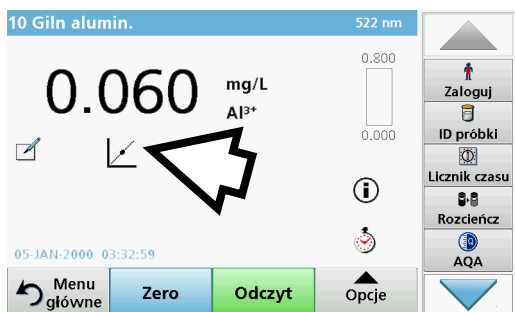 10 Giln alumin.
522 nm
0.060
mg/L
Al³⁺
0.800
0.000
i
05-JAN-2000 03:32:59
Menu
główne
Zero
Odczyt
Opcje
Zaloguj
ID próbki
Licznik czasu
Rozcieńcz
AQA